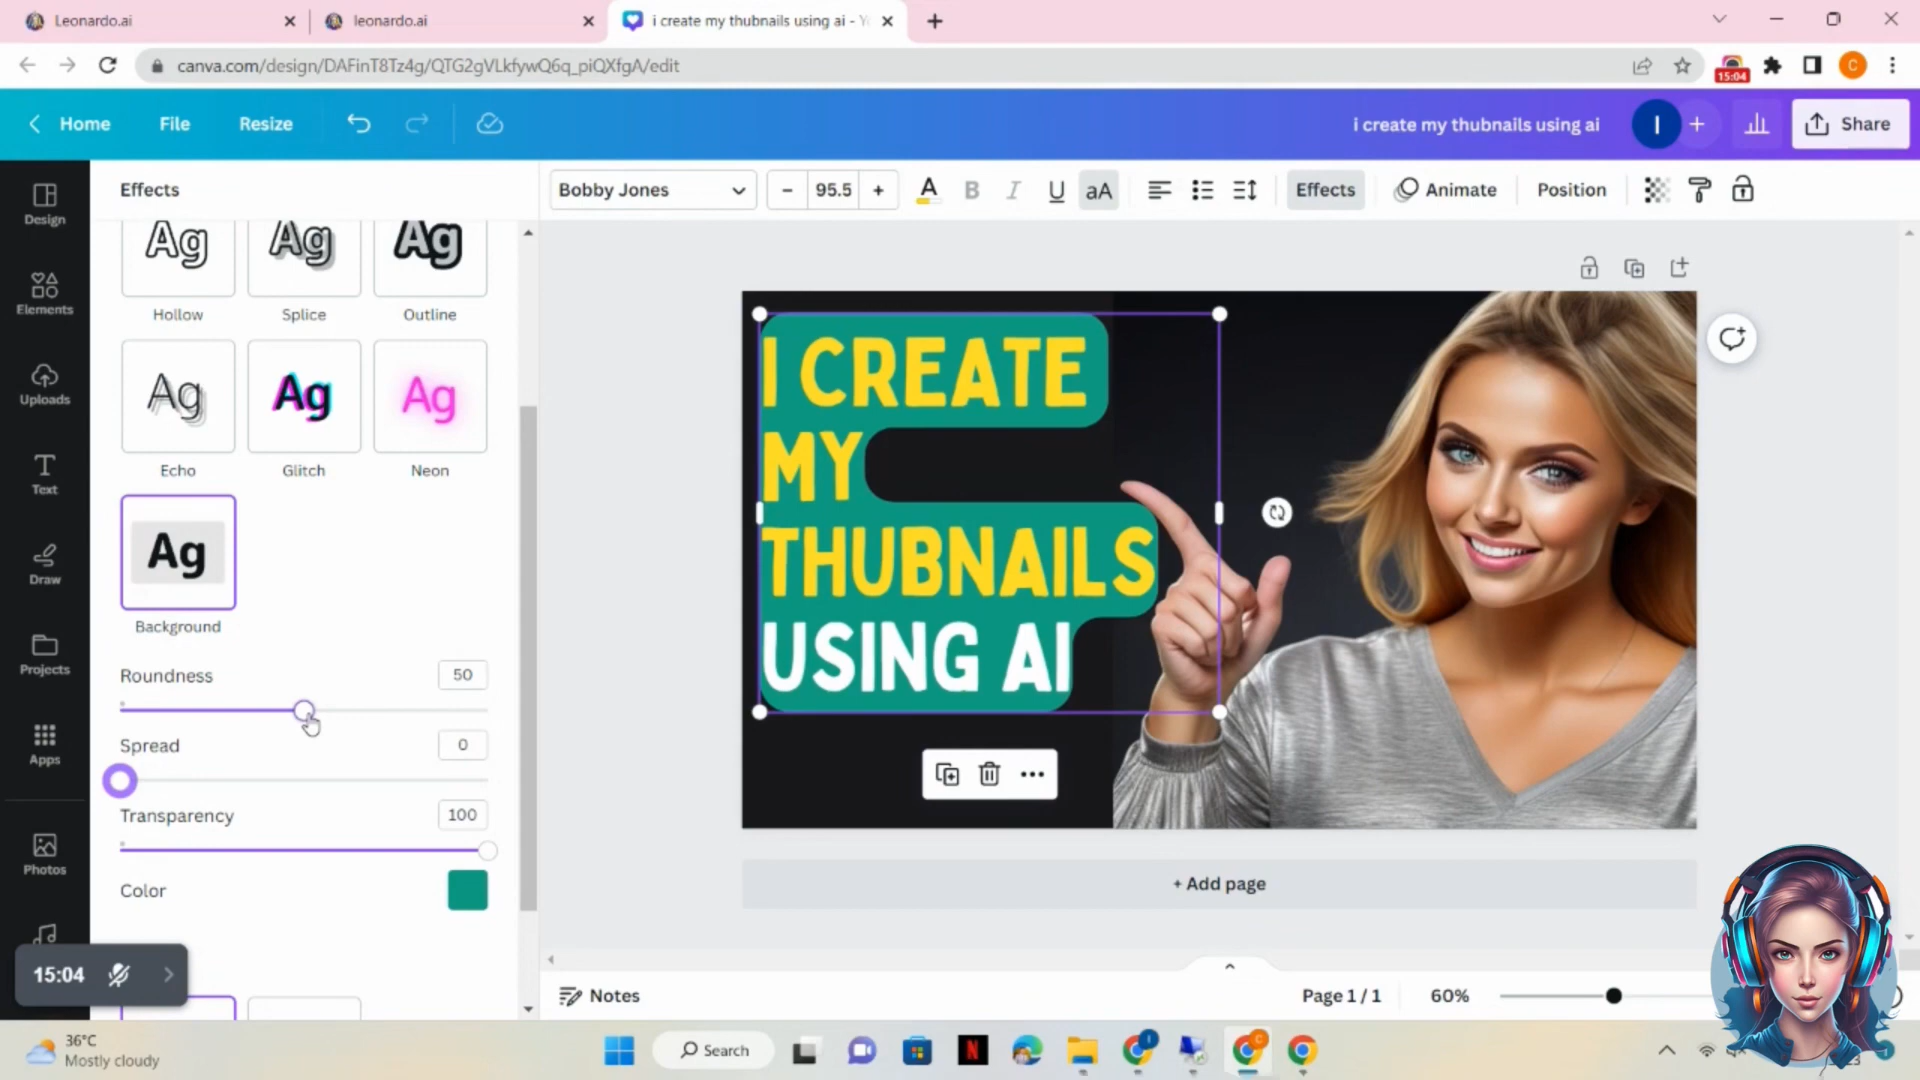 Leonardo.ai
leonardo.ai
i create my thubnails using ai - Y
canva.com/design/DAFinT8Tz4g/QTG2gVLkfywQ6q_piQXfgA/edit
15:04
C
Home
File
Resize
i create my thubnails using ai
I
Share
Design
Elements
Uploads
Text
Draw
Projects
Apps
Photos
Effects
Ag
Ag
Ag
Hollow
Splice
Outline
Ag
Ag
Ag
Echo
Glitch
Neon
Ag
Background
Roundness
50
Spread
0
Transparency
100
Color
15:04
Bobby Jones
95.5
A
B
I
U
aA
Effects
Animate
Position
I CREATE
MY
THUBNAILS
USING AI
+ Add page
Notes
Page 1 / 1
60%
36°C
Mostly cloudy
Search